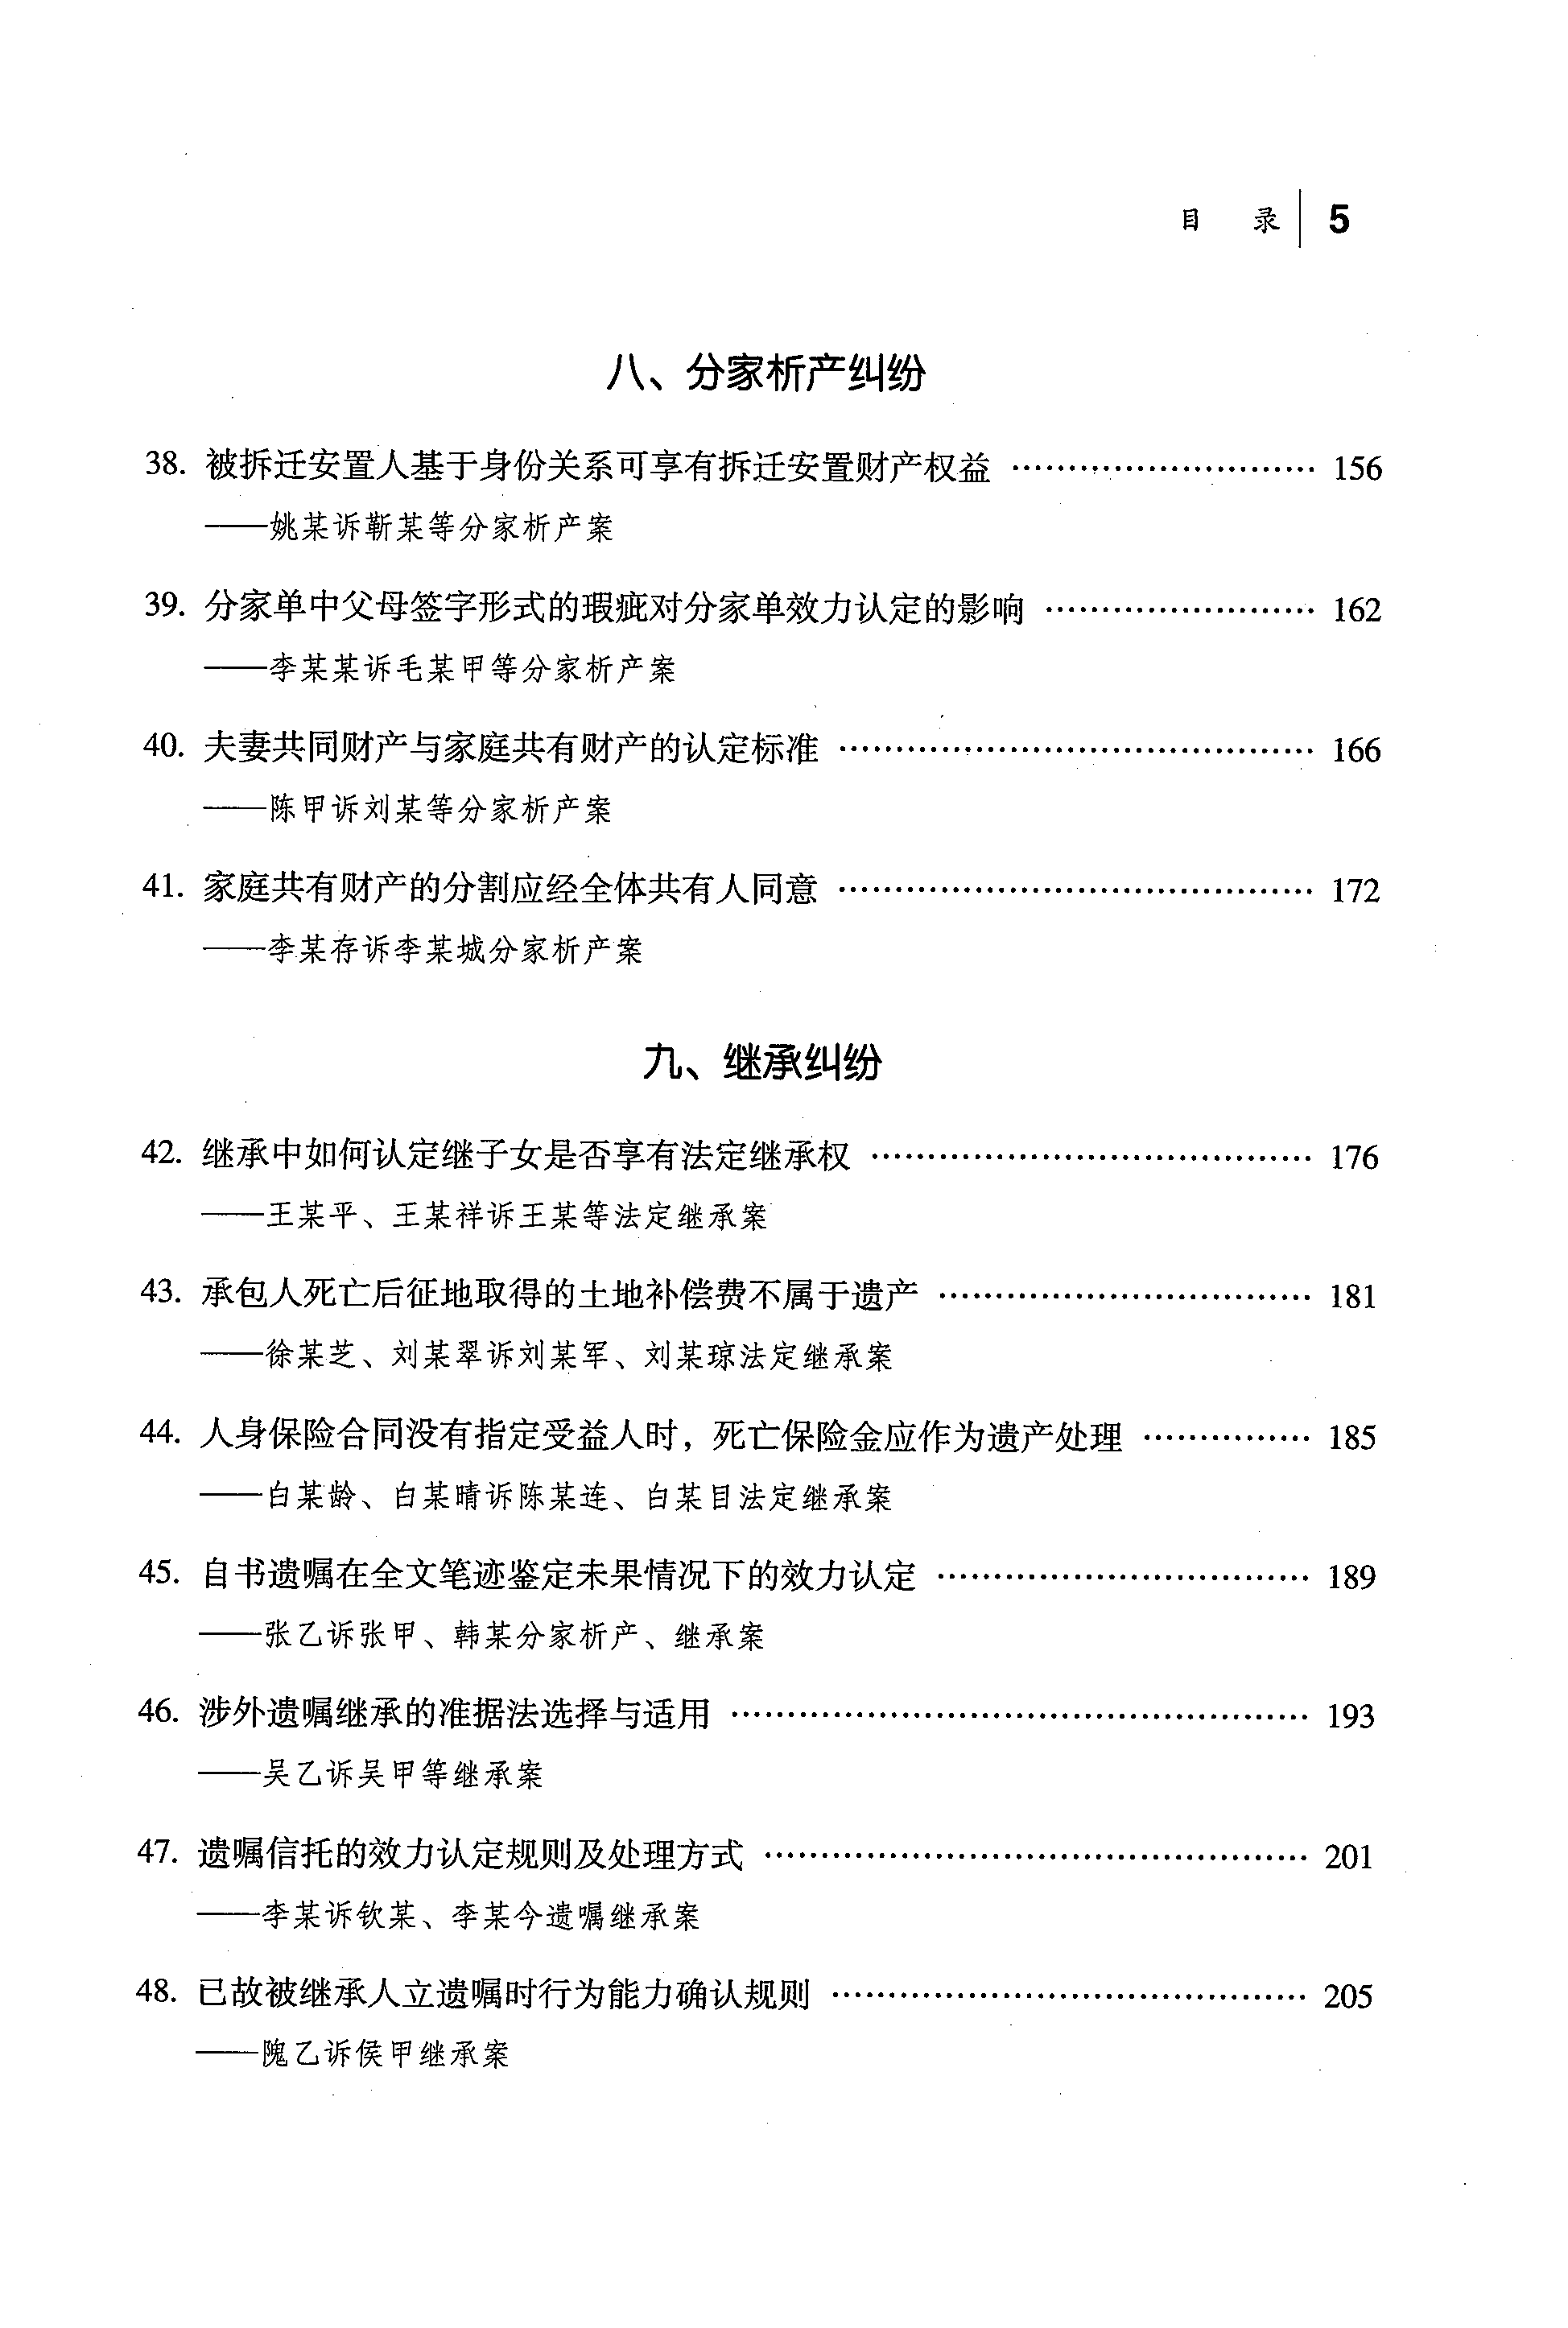 目 录 5
八、分家析产纠纷
38. 被拆迁安置人基于身份关系可享有拆迁安置财产权益 ………………………… 156
——姚某诉靳某等分家析产案
39. 分家单中父母签字形式的瑕疵对分家单效力认定的影响 ……………………… 162
——李某某诉毛某甲等分家析产案
40. 夫妻共同财产与家庭共有财产的认定标准 ……………………………………… 166
——陈甲诉刘某等分家析产案
41. 家庭共有财产的分割应经全体共有人同意 ……………………………………… 172
——李某存诉李某城分家析产案
九、继承纠纷
42. 继承中如何认定继子女是否享有法定继承权 …………………………………… 176
——王某平、王某祥诉王某等法定继承案
43. 承包人死亡后征地取得的土地补偿费不属于遗产 ……………………………… 181
——徐某芝、刘某翠诉刘某军、刘某琼法定继承案
44. 人身保险合同没有指定受益人时，死亡保险金应作为遗产处理 …………… 185
——白某龄、白某晴诉陈某连、白某目法定继承案
45. 自书遗嘱在全文笔迹鉴定未果情况下的效力认定 ……………………………… 189
——张乙诉张甲、韩某分家析产、继承案
46. 涉外遗嘱继承的准据法选择与适用 ……………………………………………… 193
——吴乙诉吴甲等继承案
47. 遗嘱信托的效力认定规则及处理方式 …………………………………………… 201
——李某诉钦某、李某今遗嘱继承案
48. 已故被继承人立遗嘱时行为能力确认规则 ……………………………………… 205
——隗乙诉侯甲继承案